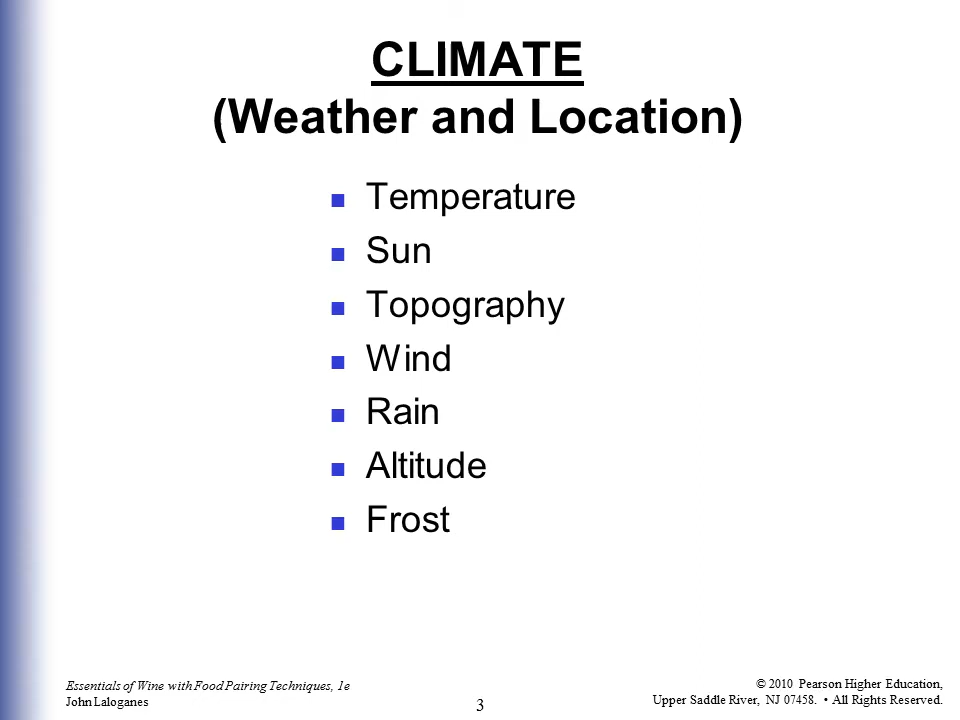 CLIMATE
(Weather and Location)
Temperature
Sun
Topography
Wind
Rain
Altitude
Frost
Essentials of Wine with Food Pairing Techniques, 1e
John Laloganes
3
© 2010 Pearson Higher Education,
Upper Saddle River, NJ 07458. • All Rights Reserved.